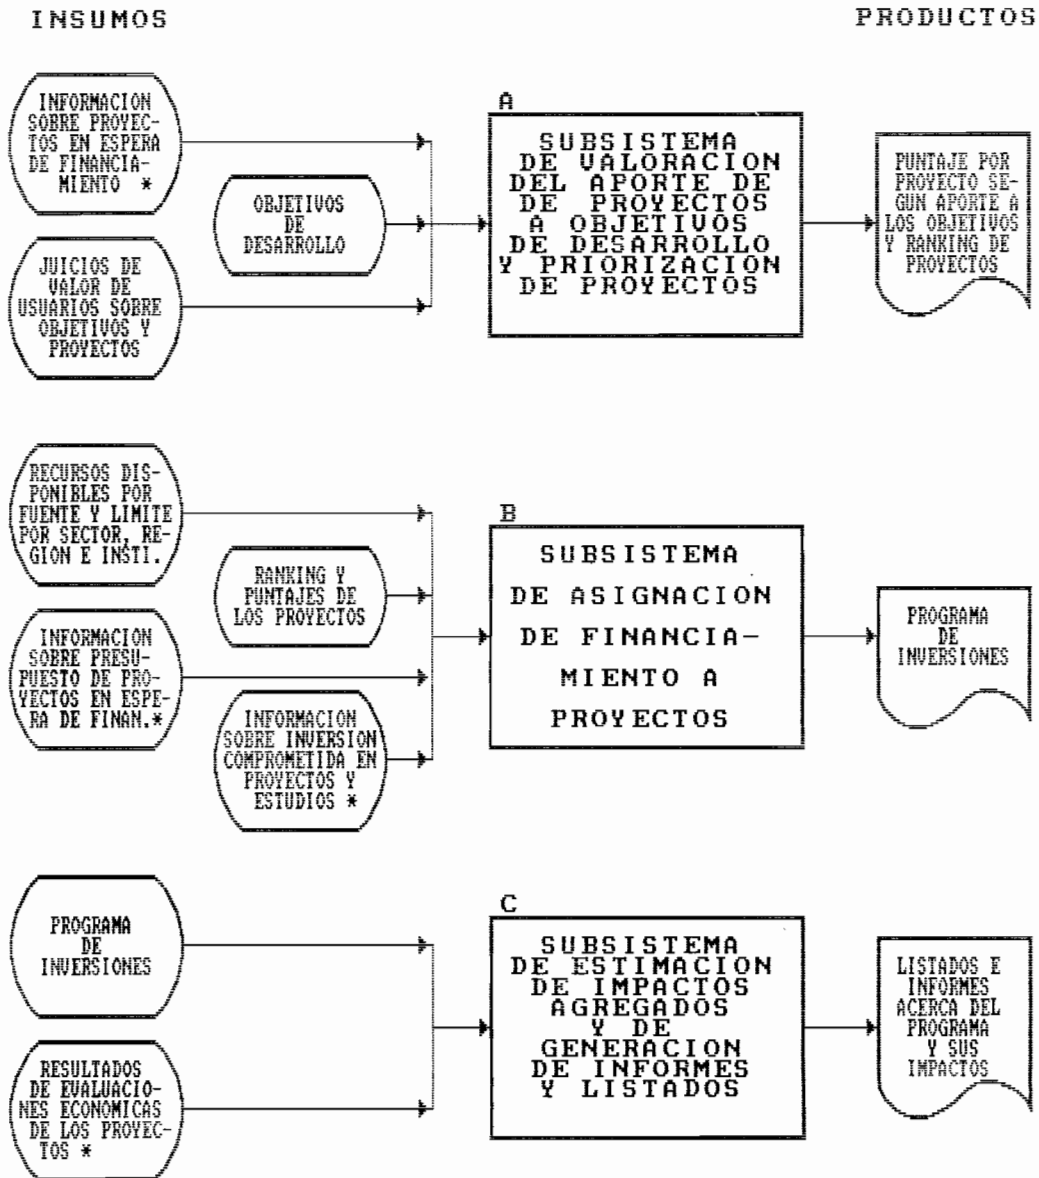 INSUMOS
PRODUCTOS
INFORMACION
SOBRE PROYEC-
TOS EN ESPERA
DE FINANCIA-
MIENTO *
OBJETIVOS
DE
DESARROLLO
JUICIOS DE
VALOR DE
USUARIOS SOBRE
OBJETIVOS Y
PROYECTOS
A
SUBSISTEMA
DE VALORACION
DEL APORTE DE
DE PROYECTOS
A OBJETIVOS
DE DESARROLLO
Y PRIORIZACION
DE PROYECTOS
PUNTAJE POR
PROYECTO SE-
GUN APORTE A
LOS OBJETIVOS
Y RANKING DE
PROYECTOS
RECURSOS DIS-
PONIBLES POR
FUENTE Y LIMITE
POR SECTOR, RE-
GION E INSTI.
RANKING Y
PUNTAJES DE
LOS PROYECTOS
INFORMACION
SOBRE PRESU-
PUESTO DE PRO-
YECTOS EN ESPE-
RA DE FINAN.*
INFORMACION
SOBRE INVERSION
COMPROMETIDA EN
PROYECTOS Y
ESTUDIOS *
B
SUBSISTEMA
DE ASIGNACION
DE FINANCIA-
MIENTO A
PROYECTOS
PROGRAMA
DE
INVERSIONES
PROGRAMA
DE
INVERSIONES
RESULTADOS
DE EVALUACIO-
NES ECONOMICAS
DE LOS PROYEC-
TOS *
C
SUBSISTEMA
DE ESTIMACION
DE IMPACTOS
AGREGADOS
Y DE
GENERACION
DE INFORMES
Y LISTADOS
LISTADOS E
INFORMES
ACERCA DEL
PROGRAMA
Y SUS
IMPACTOS